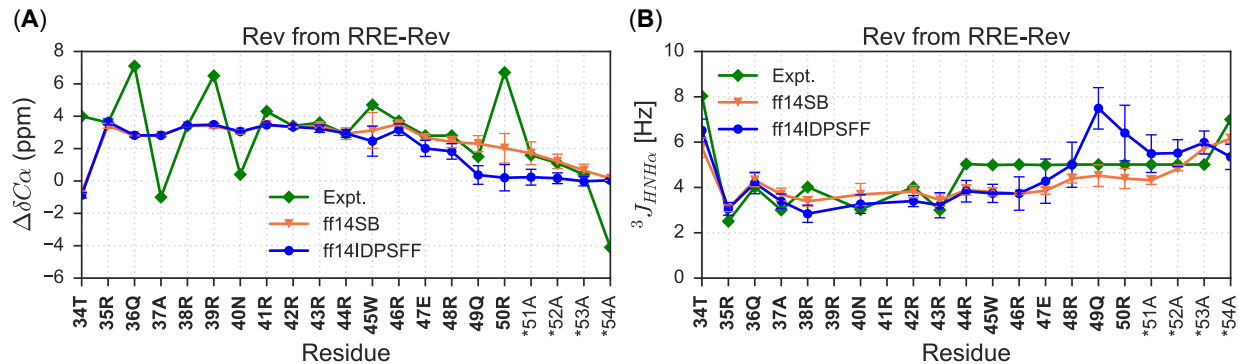 (A)
Rev from RRE-Rev
ΔδCα (ppm)
8
6
4
2
0
−2
−4
−6
Expt.
ff14SB
ff14IDPSFF
34T 35R 36Q 37A 38R 39R 40N 41R 42R 43R 44R 45W 46R 47E 48R 49Q 50R *51A *52A *53A *54A
Residue
(B)
Rev from RRE-Rev
³J_HNHα [Hz]
10
8
6
4
2
0
Expt.
ff14SB
ff14IDPSFF
34T 35R 36Q 37A 38R 40N 42R 43R 44R 45W 46R 47E 48R 49Q 50R *51A *52A *53A *54A
Residue